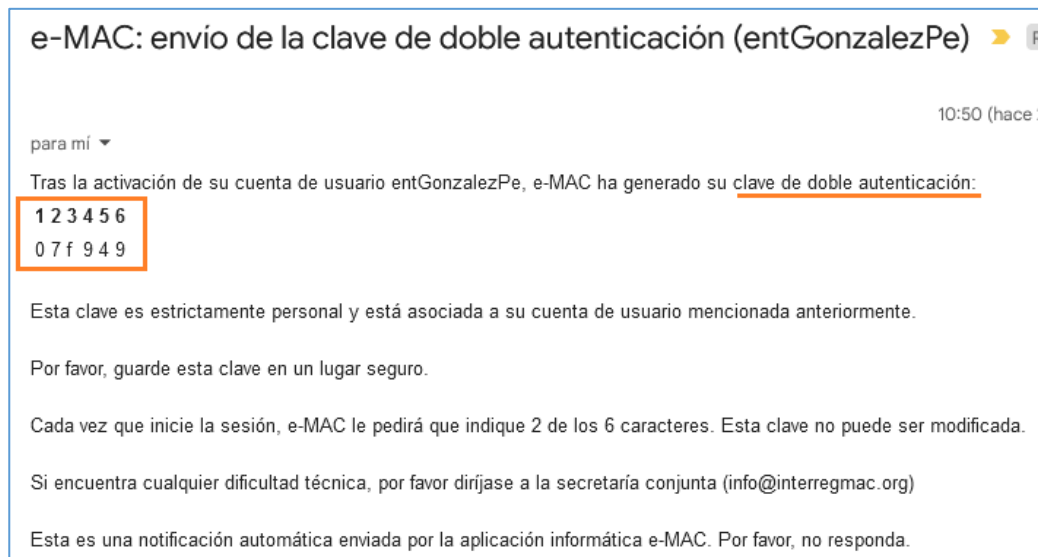 e-MAC: envío de la clave de doble autenticación (entGonzalezPe)
10:50 (hace
para mí
Tras la activación de su cuenta de usuario entGonzalezPe, e-MAC ha generado su clave de doble autenticación:
1 2 3 4 5 6
0 7 f 9 4 9
Esta clave es estrictamente personal y está asociada a su cuenta de usuario mencionada anteriormente.
Por favor, guarde esta clave en un lugar seguro.
Cada vez que inicie la sesión, e-MAC le pedirá que indique 2 de los 6 caracteres. Esta clave no puede ser modificada.
Si encuentra cualquier dificultad técnica, por favor diríjase a la secretaría conjunta (info@interregmac.org)
Esta es una notificación automática enviada por la aplicación informática e-MAC. Por favor, no responda.